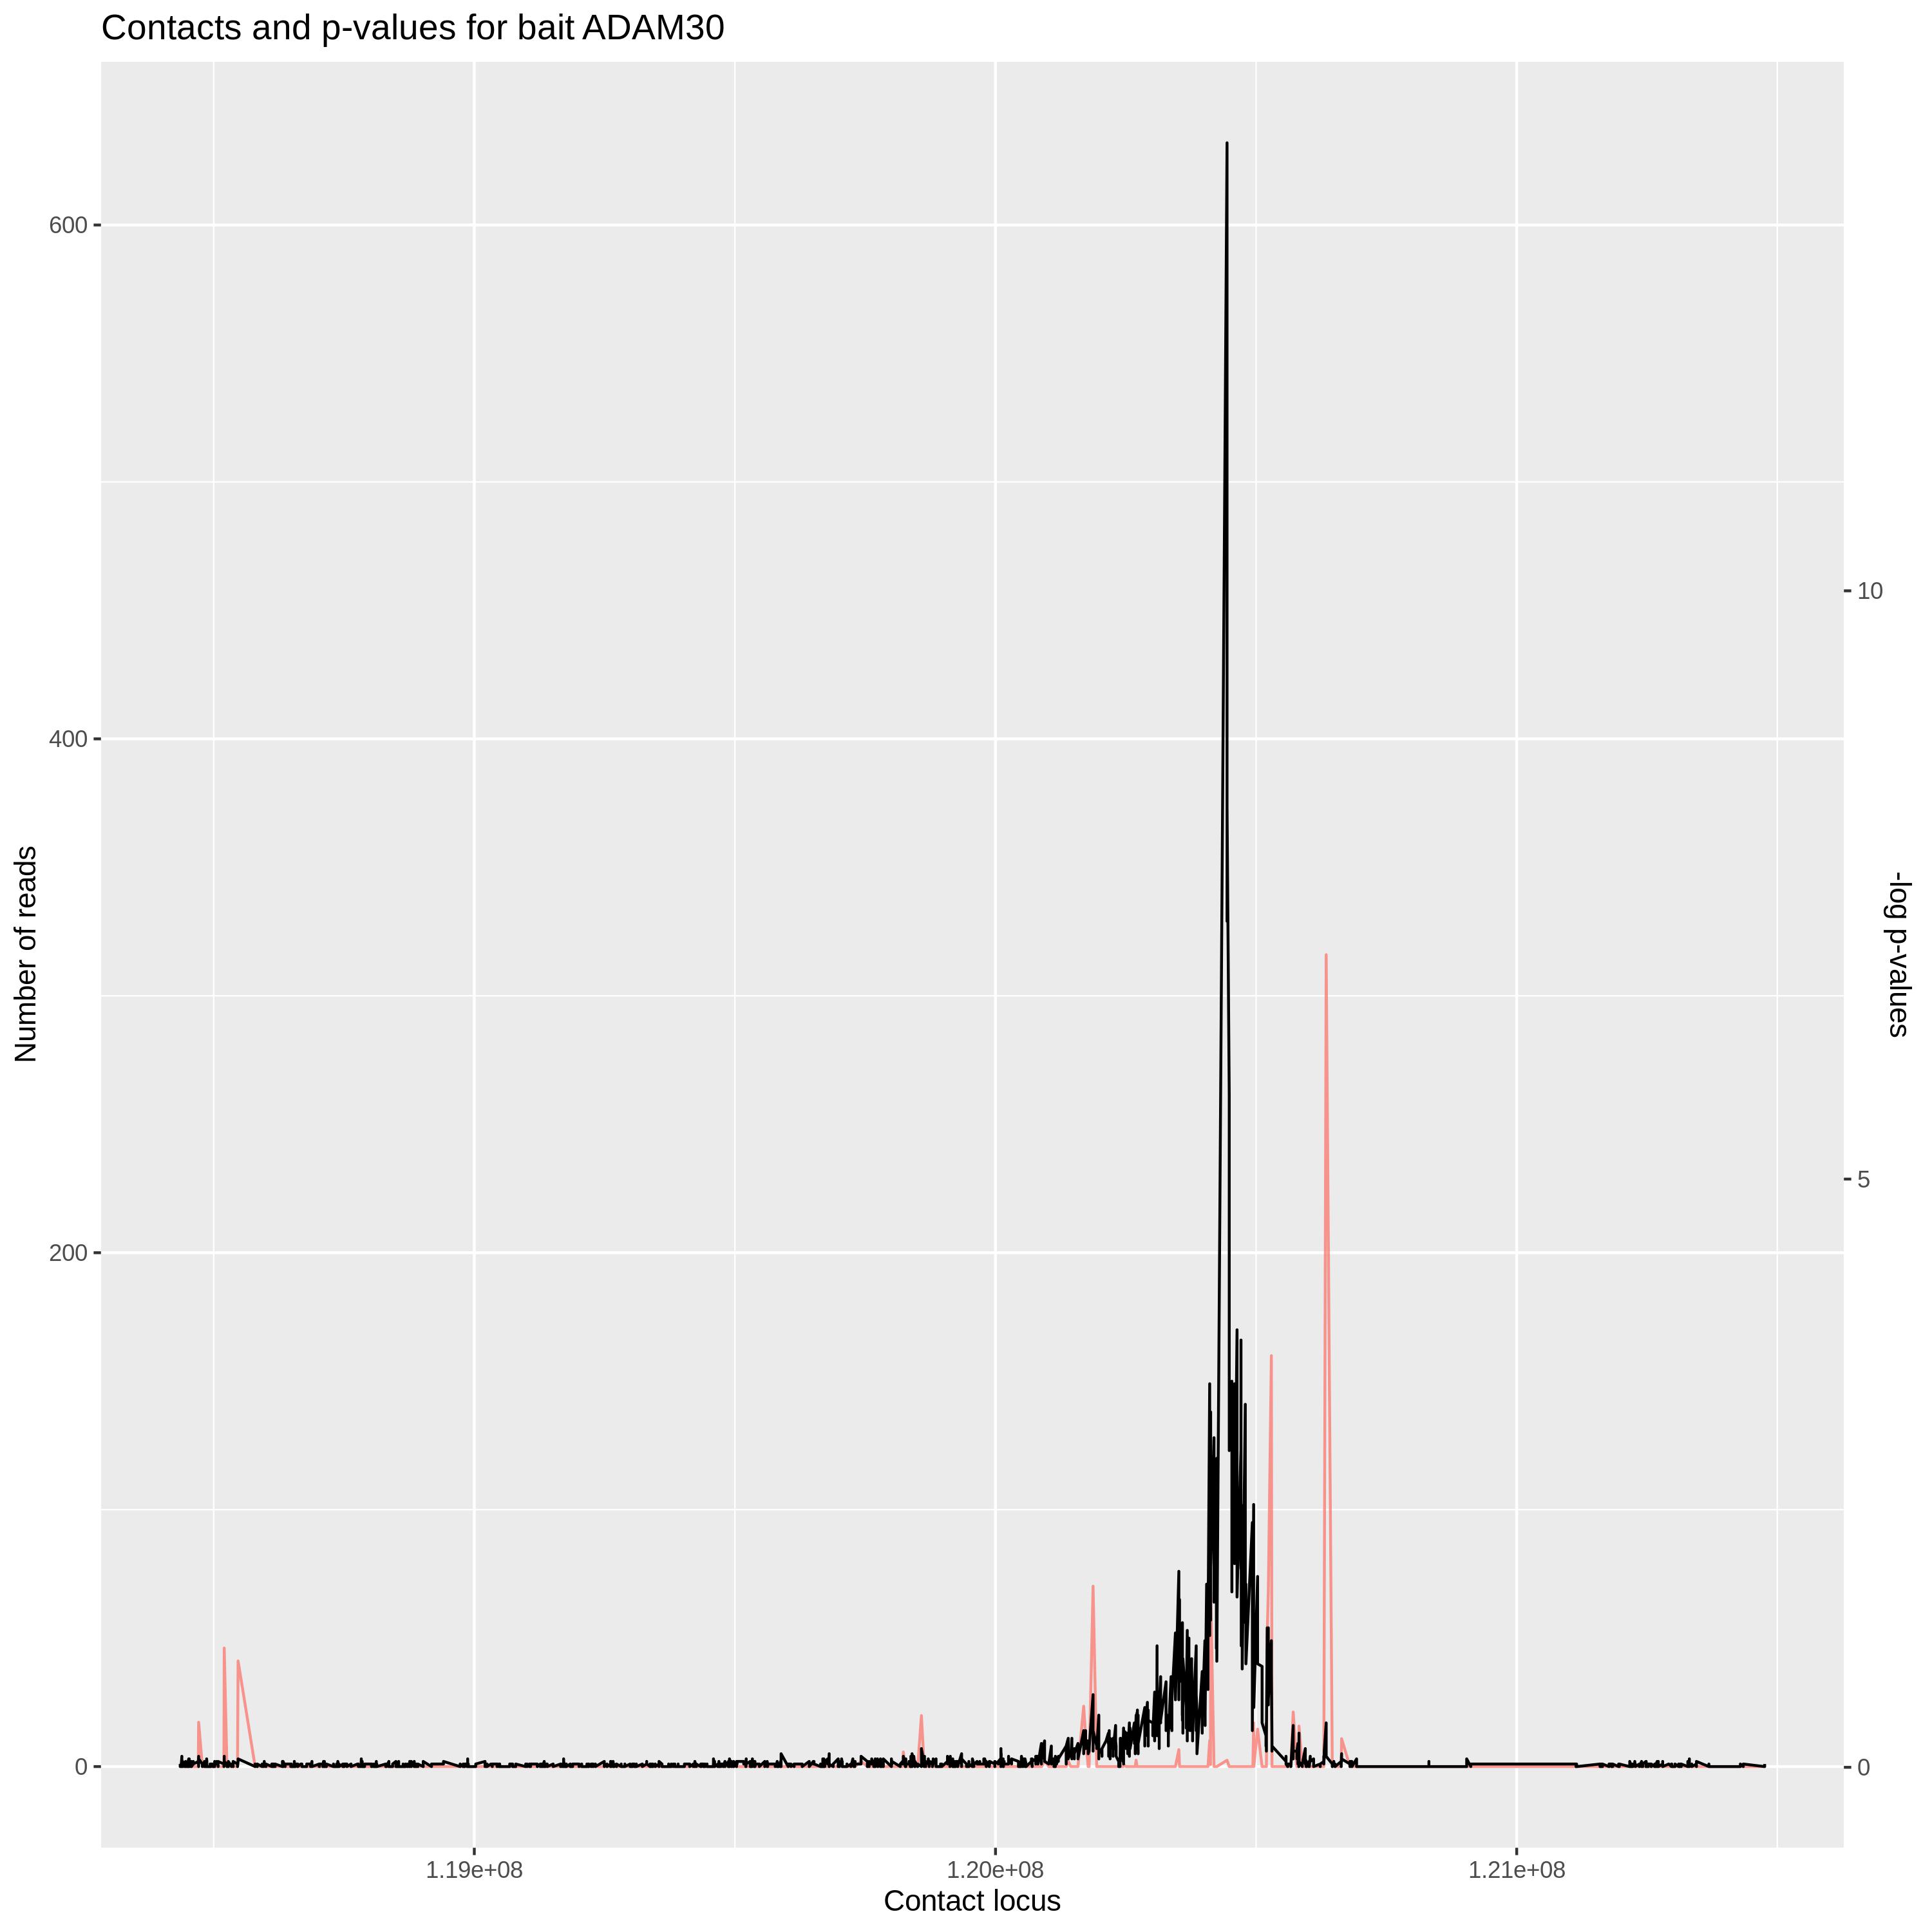 Contacts and p-values for bait ADAM30
600
400
200
0
Number of reads
10
5
0
-log p-values
1.19e+08
1.20e+08
1.21e+08
Contact locus